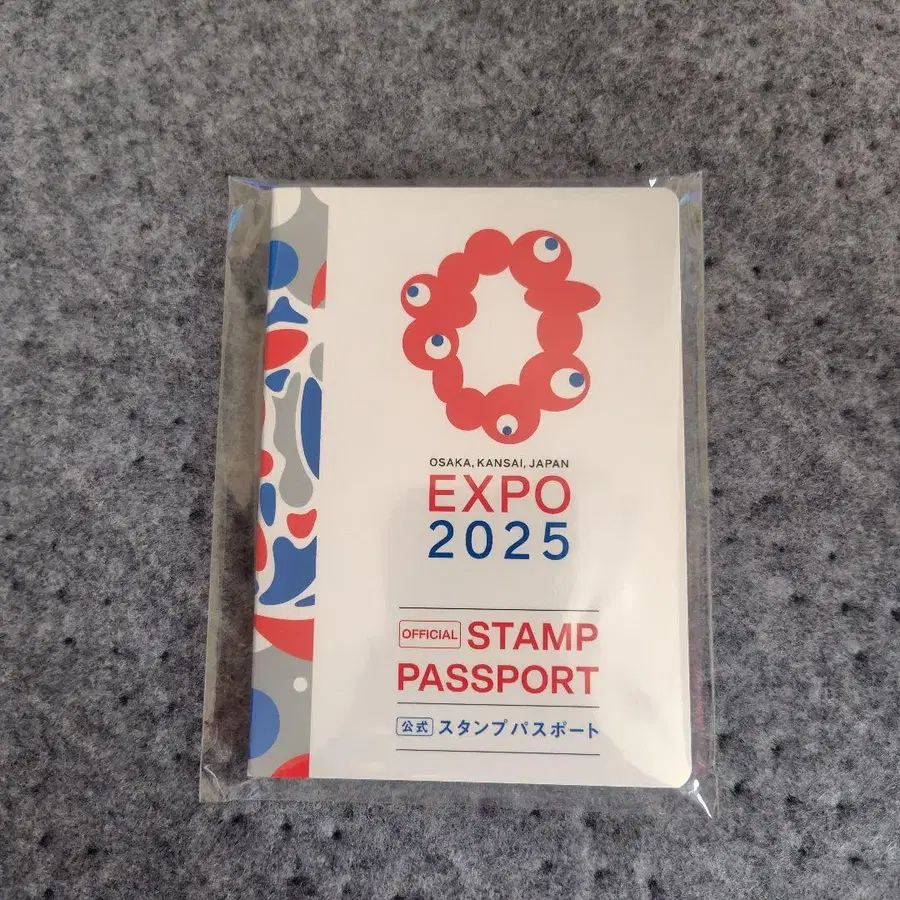 OSAKA, KANSAI, JAPAN
EXPO
2025
OFFICIAL STAMP
PASSPORT
公式 スタンプパスポート